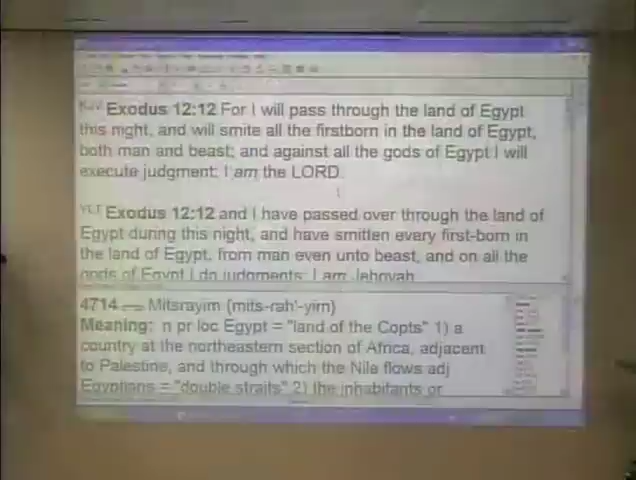 KJV Exodus 12:12 For I will pass through the land of Egypt
this night, and will smite all the firstborn in the land of Egypt,
both man and beast; and against all the gods of Egypt I will
execute judgment: I am the LORD.
YLT Exodus 12:12 and I have passed over through the land of
Egypt during this night, and have smitten every first-born in
the land of Egypt, from man even unto beast, and on all the
gods of Egypt I do judgments: I am Jehovah.
4714 Mitsrayim (mits-rah'-yim)
Meaning: n pr loc Egypt = "land of the Copts" 1) a
country at the northeastern section of Africa, adjacent
to Palestine, and through which the Nile flows adj
Egyptians = "double straits" 2) the inhabitants or